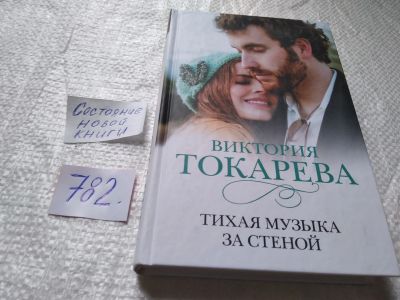 Состояние
новой
книги
782.
ВИКТОРИЯ
ТОКАРЕВА
ТИХАЯ МУЗЫКА
ЗА СТЕНОЙ